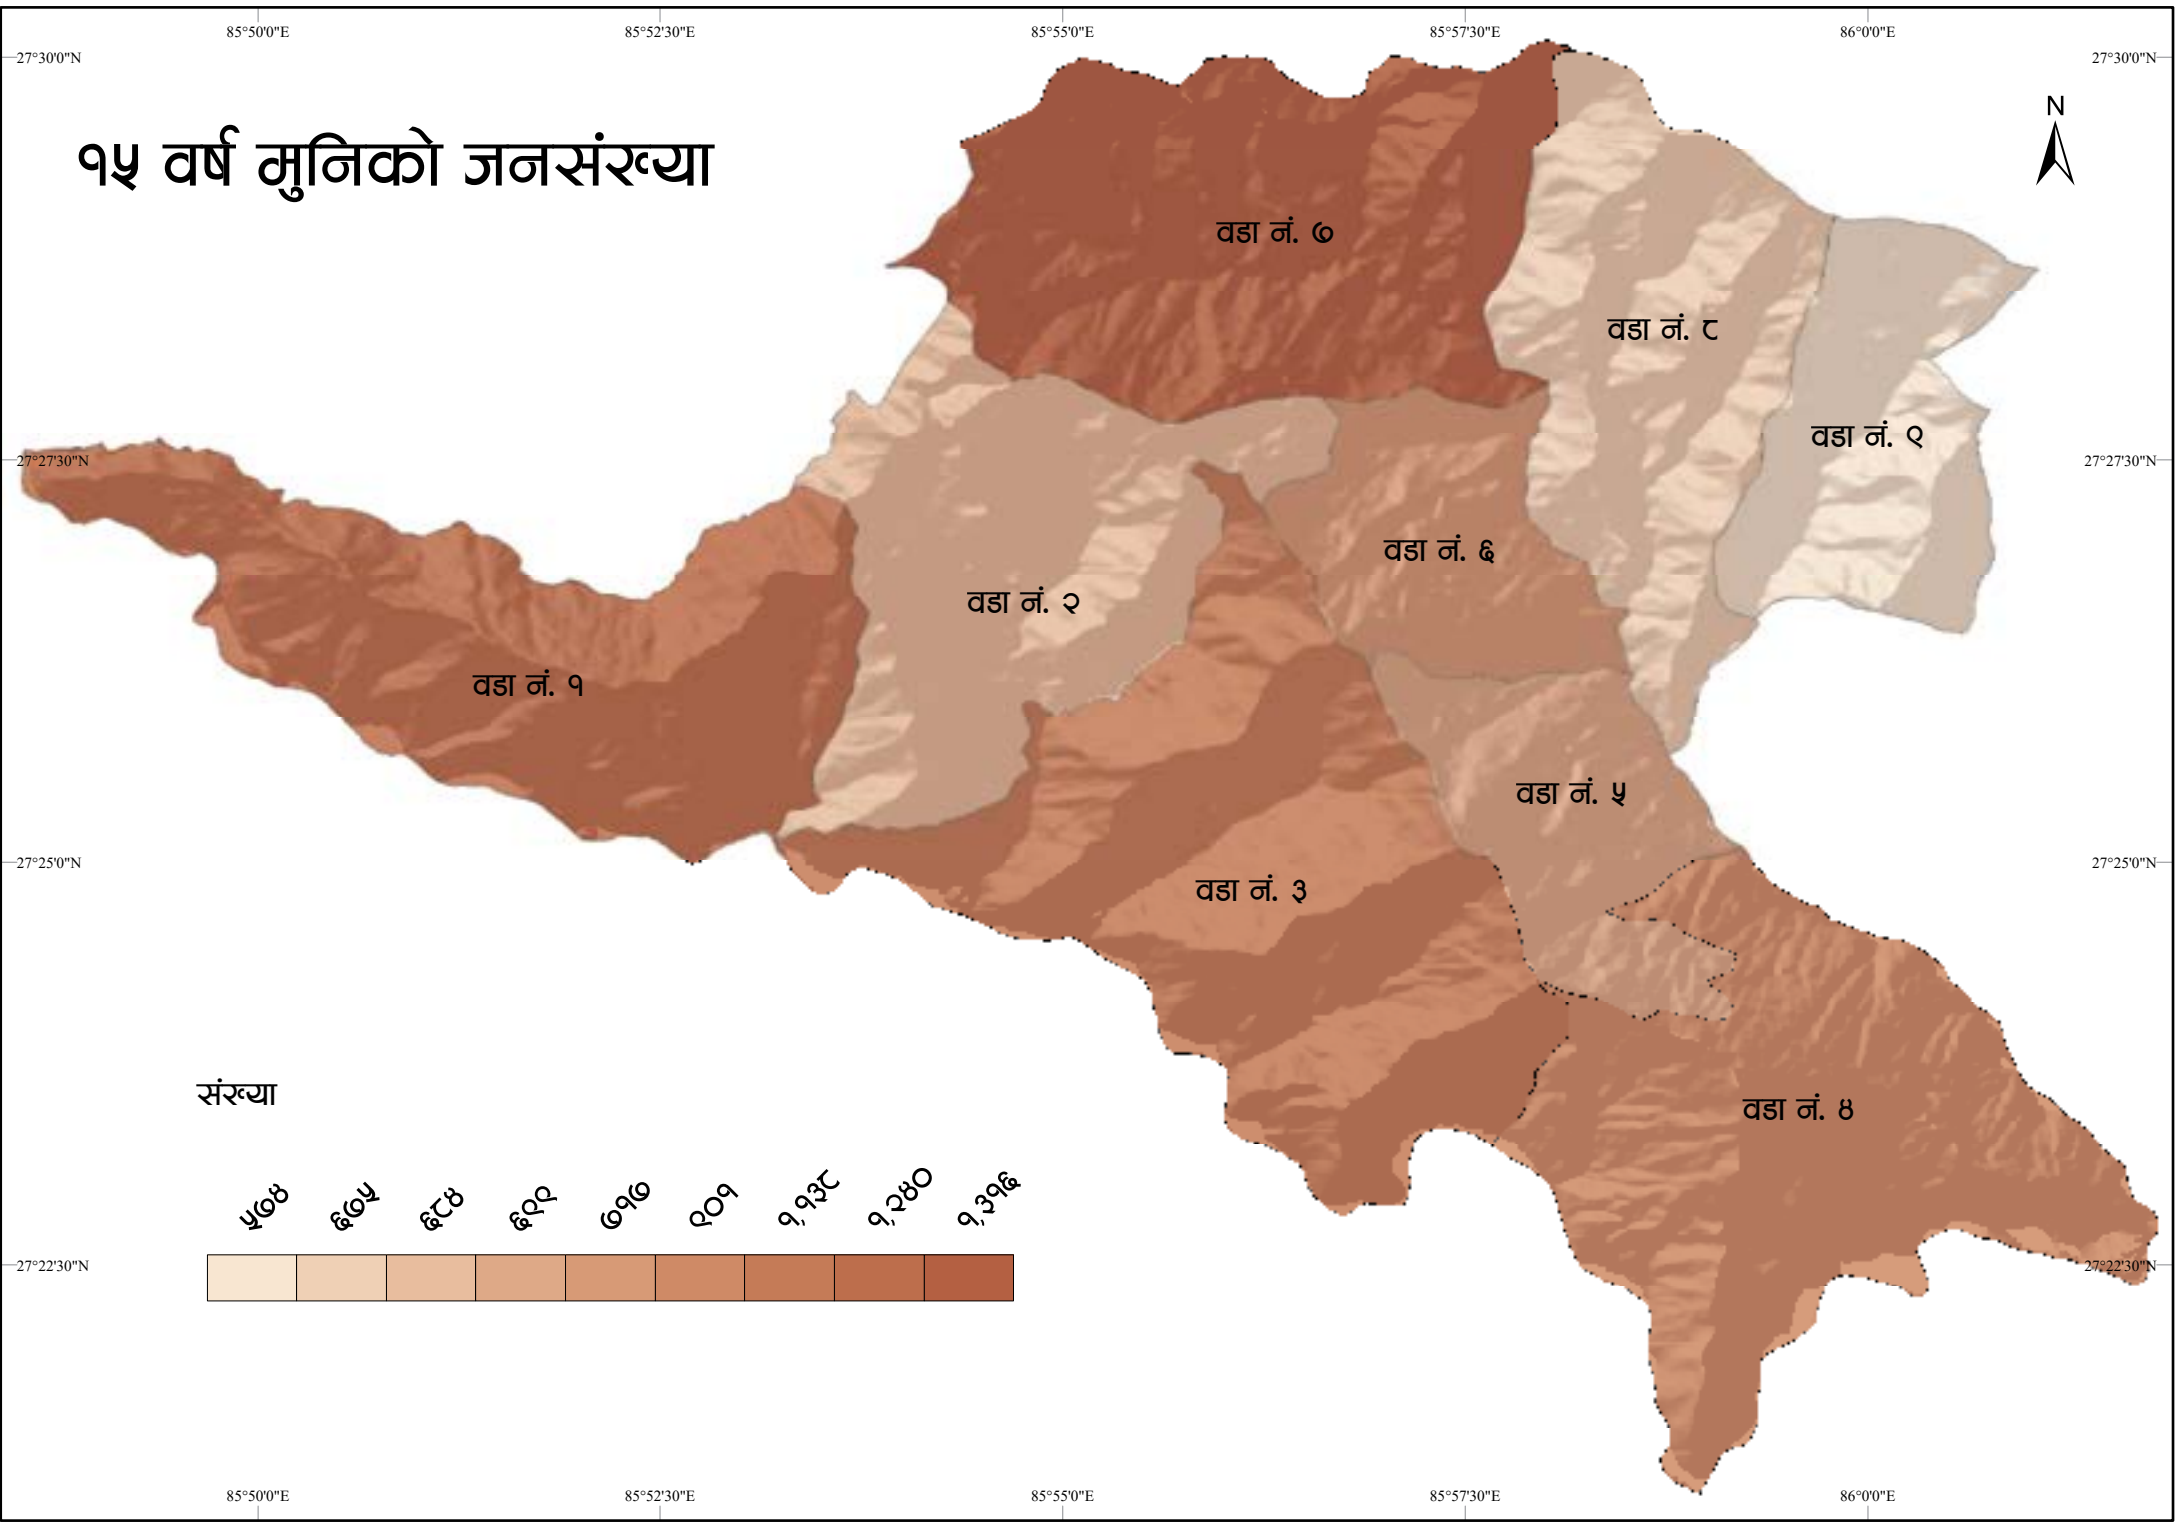 85°50'0"E 85°52'30"E 85°55'0"E 85°57'30"E 86°0'0"E
27°30'0"N 27°30'0"N
N
१५ वर्ष मुनिको जनसंख्या
वडा नं. ७
वडा नं. ८
वडा नं. ९
27°27'30"N 27°27'30"N
वडा नं. ६
वडा नं. २
वडा नं. १
वडा नं. ५
27°25'0"N 27°25'0"N
वडा नं. ३
संख्या
वडा नं. ४
५७४ ६७५ ६८४ ६९२ ७१७ ९०१ १,१३८ १,२४० १,३१६
27°22'30"N 27°22'30"N
85°50'0"E 85°52'30"E 85°55'0"E 85°57'30"E 86°0'0"E